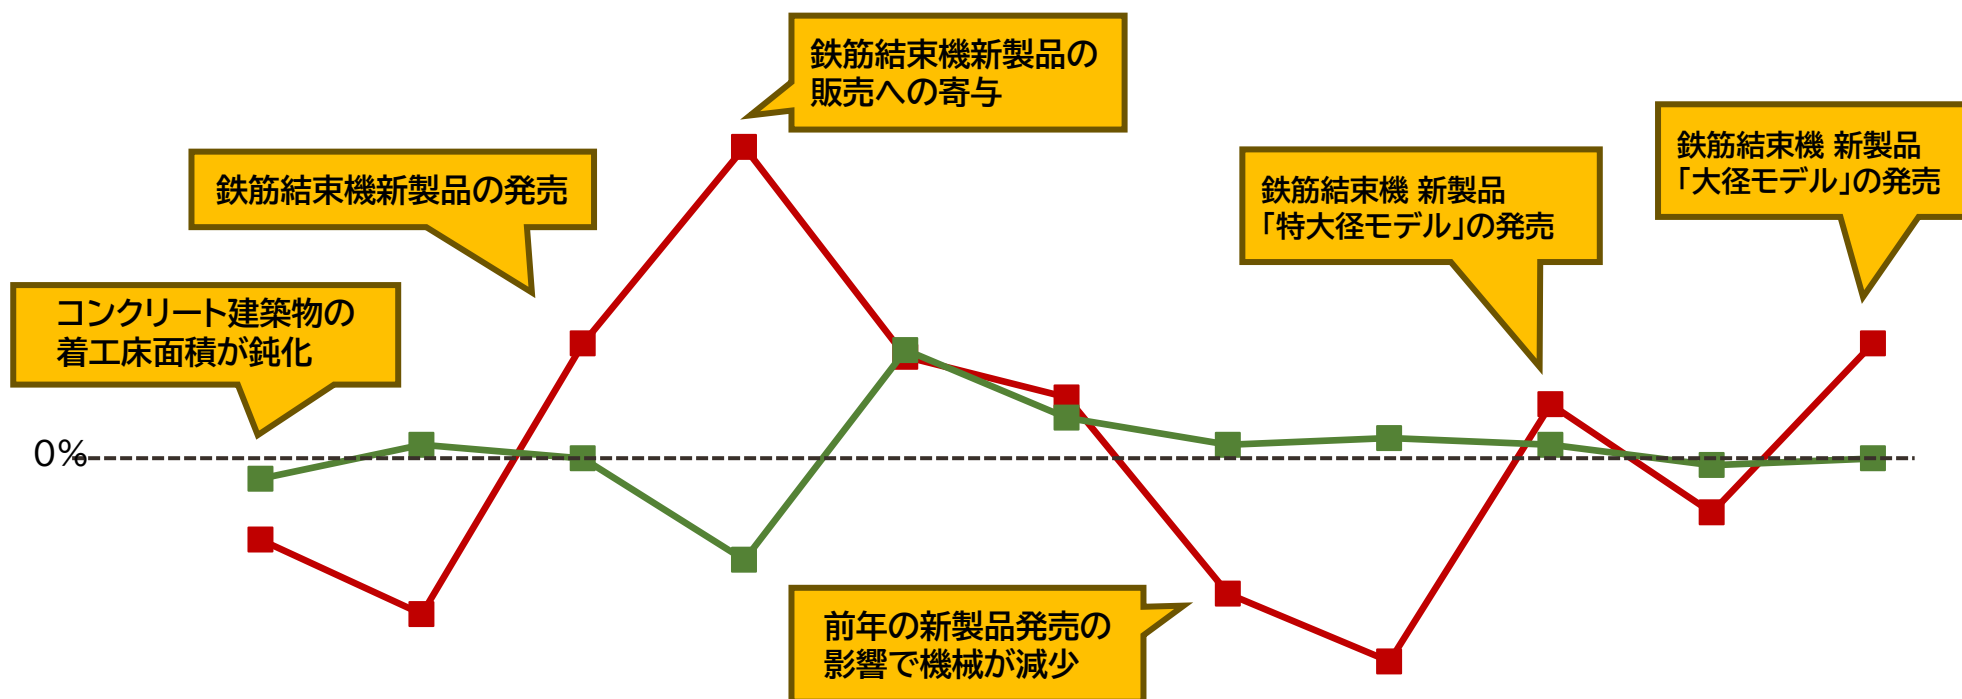 鉄筋結束機新製品の
販売への寄与
鉄筋結束機 新製品
「大径モデル」の発売
鉄筋結束機新製品の発売
鉄筋結束機 新製品
「特大径モデル」の発売
コンクリート建築物の
着工床面積が鈍化
0%
前年の新製品発売の
影響で機械が減少